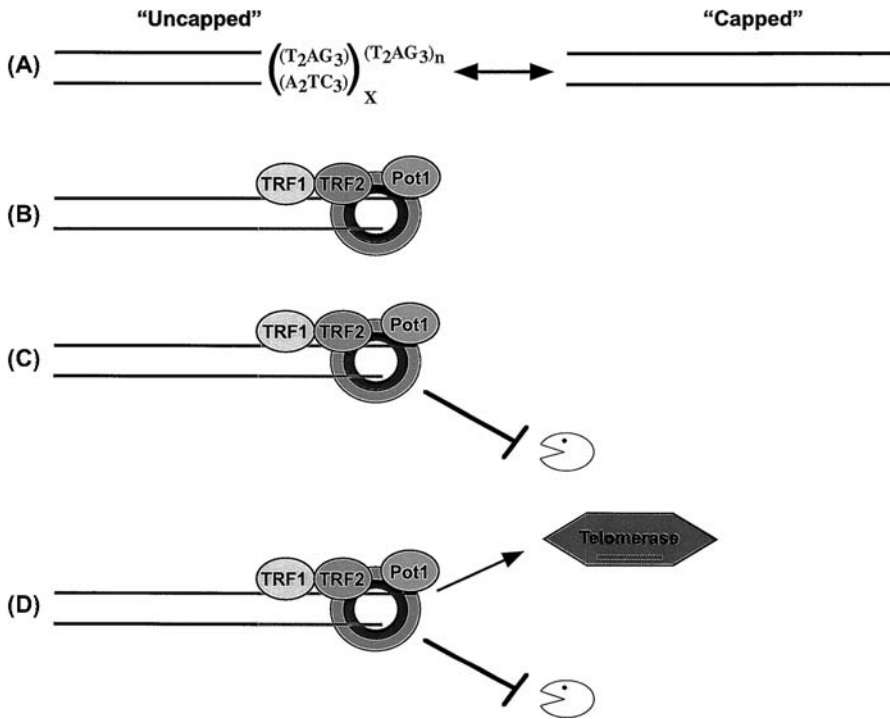 "Uncapped" "Capped"
(A) ((T2AG3) (A2TC3))X (T2AG3)n
(B) TRF1 TRF2 Pot1
(C) TRF1 TRF2 Pot1
Telomerase
(D) TRF1 TRF2 Pot1